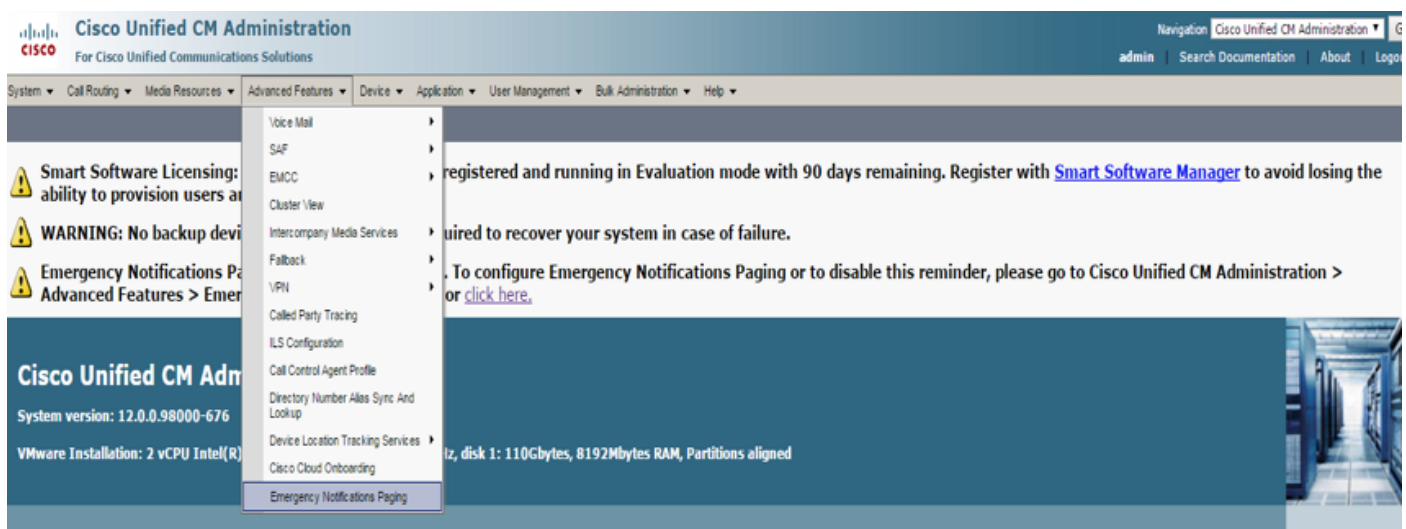 Cisco Unified CM Administration
For Cisco Unified Communications Solutions
CISCO
Navigation Cisco Unified CM Administration
admin | Search Documentation | About |
System Call Routing Media Resources Advanced Features Device Application User Management Bulk Administration Help
Voice Mail
SAF
EMCC
Cluster View
Intercompany Media Services
Fallback
VPN
Called Party Tracing
ILS Configuration
Call Control Agent Profile
Directory Number Alias Sync And
Lookup
Device Location Tracking Services
Cisco Cloud Onboarding
Emergency Notifications Paging
Smart Software Licensing: registered and running in Evaluation mode with 90 days remaining. Register with Smart Software Manager to avoid losing the
ability to provision users
WARNING: No backup uired to recover your system in case of failure.
Emergency Notifications . To configure Emergency Notifications Paging or to disable this reminder, please go to Cisco Unified CM Administration >
Advanced Features > Emer or click here.
Cisco Unified CM Adm
System version: 12.0.0.98000-676
VMware Installation: 2 vCPU Intel(R) z, disk 1: 110Gbytes, 8192Mbytes RAM, Partitions aligned